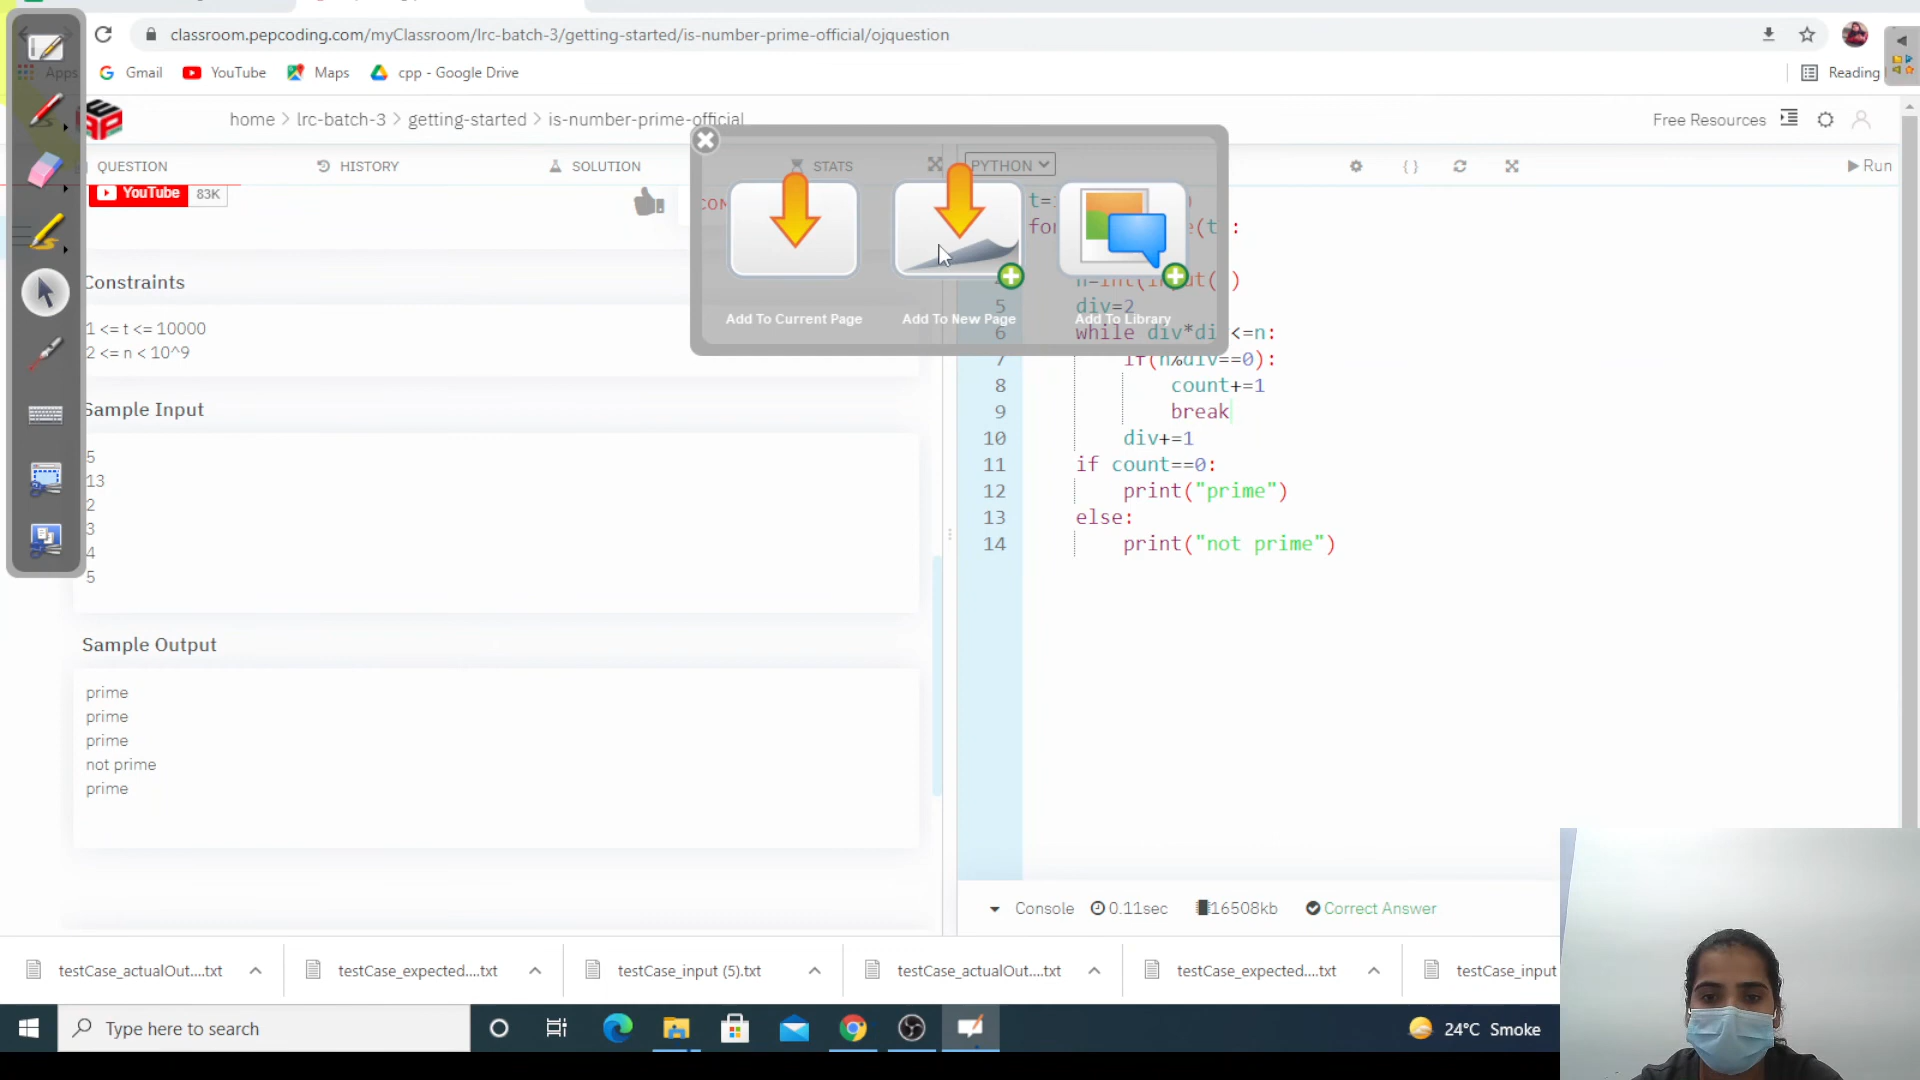 classroom.pepcoding.com/myClassroom/lrc-batch-3/getting-started/is-number-prime-official/ojquestion
Apps
Gmail
YouTube
Maps
cpp - Google Drive
Reading
home > lrc-batch-3 > getting-started > is-number-prime-official
Free Resources
QUESTION
HISTORY
SOLUTION
STATS
PYTHON
Run
YouTube 83K
Constraints
1 <= t <= 10000
2 <= n < 10^9
Sample Input
5
13
2
3
4
5
Sample Output
prime
prime
prime
not prime
prime
Add To Current Page
Add To New Page
Add To Library
5 div=2
6 while div*di <=n:
7 if(n%div==0):
8 count+=1
9 break
10 div+=1
11 if count==0:
12 print("prime")
13 else:
14 print("not prime")
Console 0.11sec 16508kb Correct Answer
testCase_actualOut....txt
testCase_expected....txt
testCase_input (5).txt
testCase_actualOut....txt
testCase_expected....txt
testCase_input
Type here to search
24°C Smoke